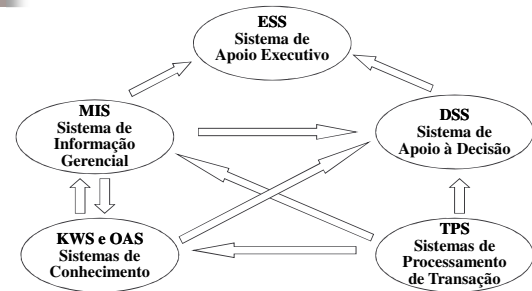 ESS
Sistema de
Apoio Executivo
MIS
Sistema de
Informação
Gerencial
DSS
Sistema de
Apoio à Decisão
KWS e OAS
Sistemas de
Conhecimento
TPS
Sistemas de
Processamento
de Transação